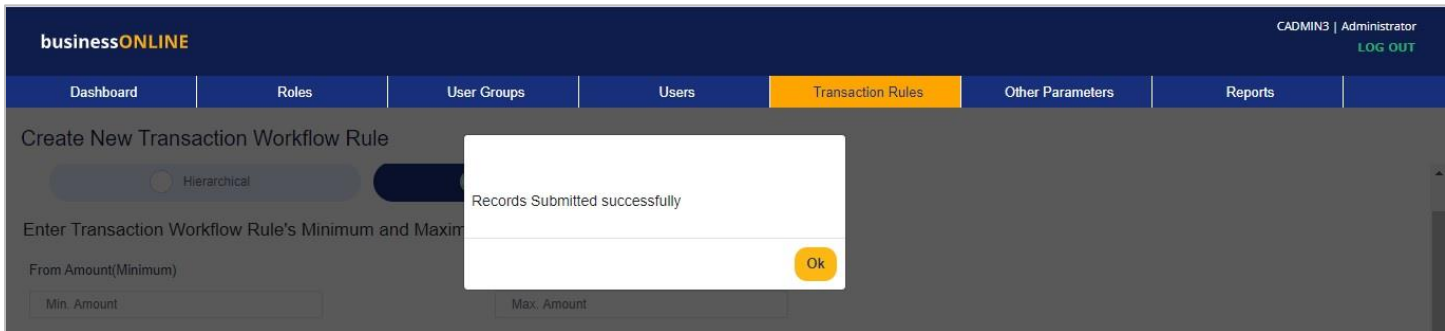 CADMIN3 | Administrator
businessONLINE
LOG OUT
Dashboard Roles User Groups Users Transaction Rules Other Parameters Reports
Create New Transaction Workflow Rule
Hierarchical
Records Submitted successfully
Enter Transaction Workflow Rule's Minimum and
Ok
From Amount(Minimum)
Min. Amount Max. Amount